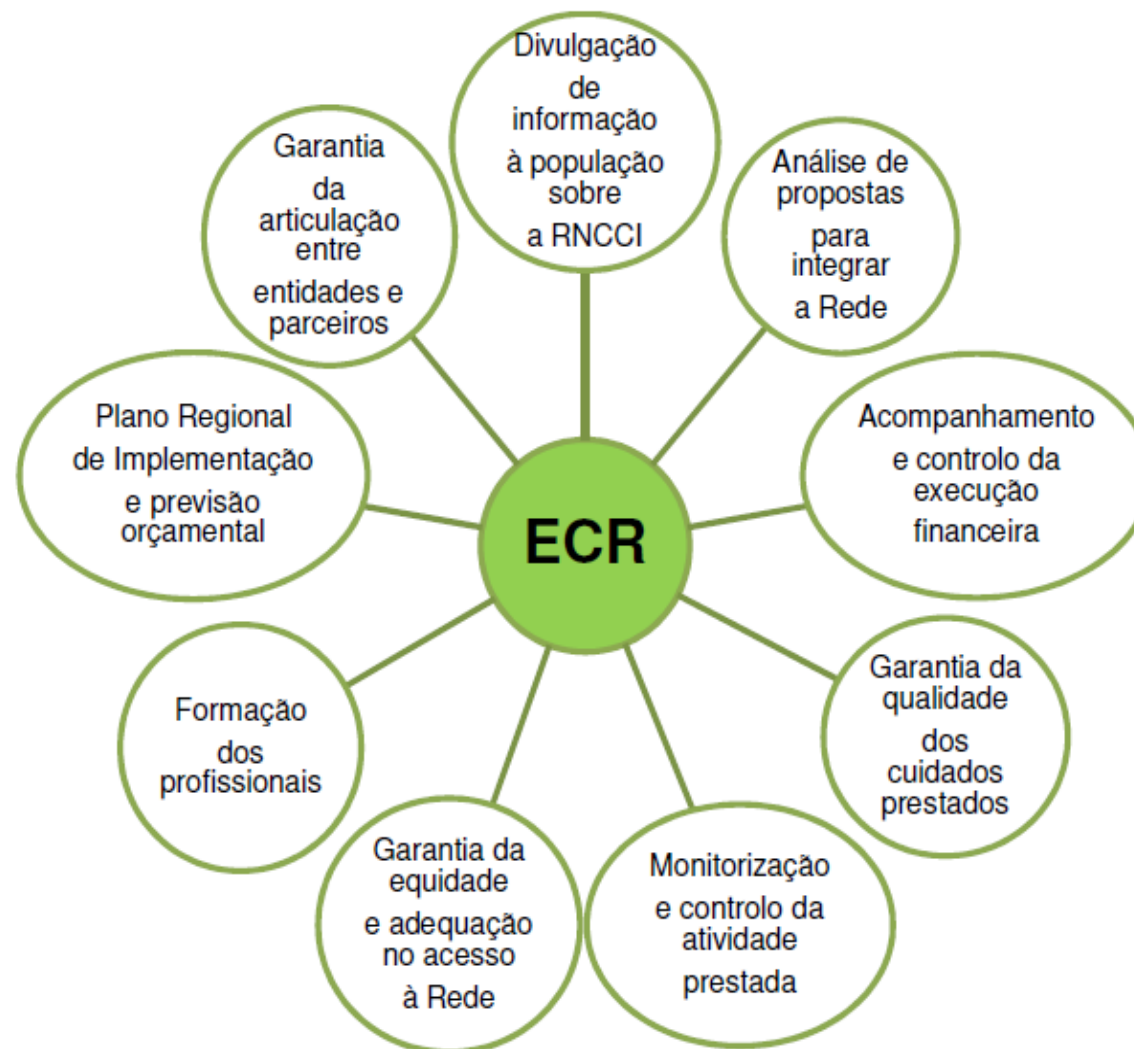 Divulgação
de
informação
à população
sobre
a RNCCI
Análise de
propostas
para
integrar
a Rede
Acompanhamento
e controlo da
execução
financeira
Garantia da
qualidade
dos
cuidados
prestados
Monitorização
e controlo da
atividade
prestada
Garantia da
equidade
e adequação
no acesso
à Rede
Formação
dos
profissionais
Plano Regional
de Implementação
e previsão
orçamental
Garantia
da
articulação
entre
entidades e
parceiros
ECR